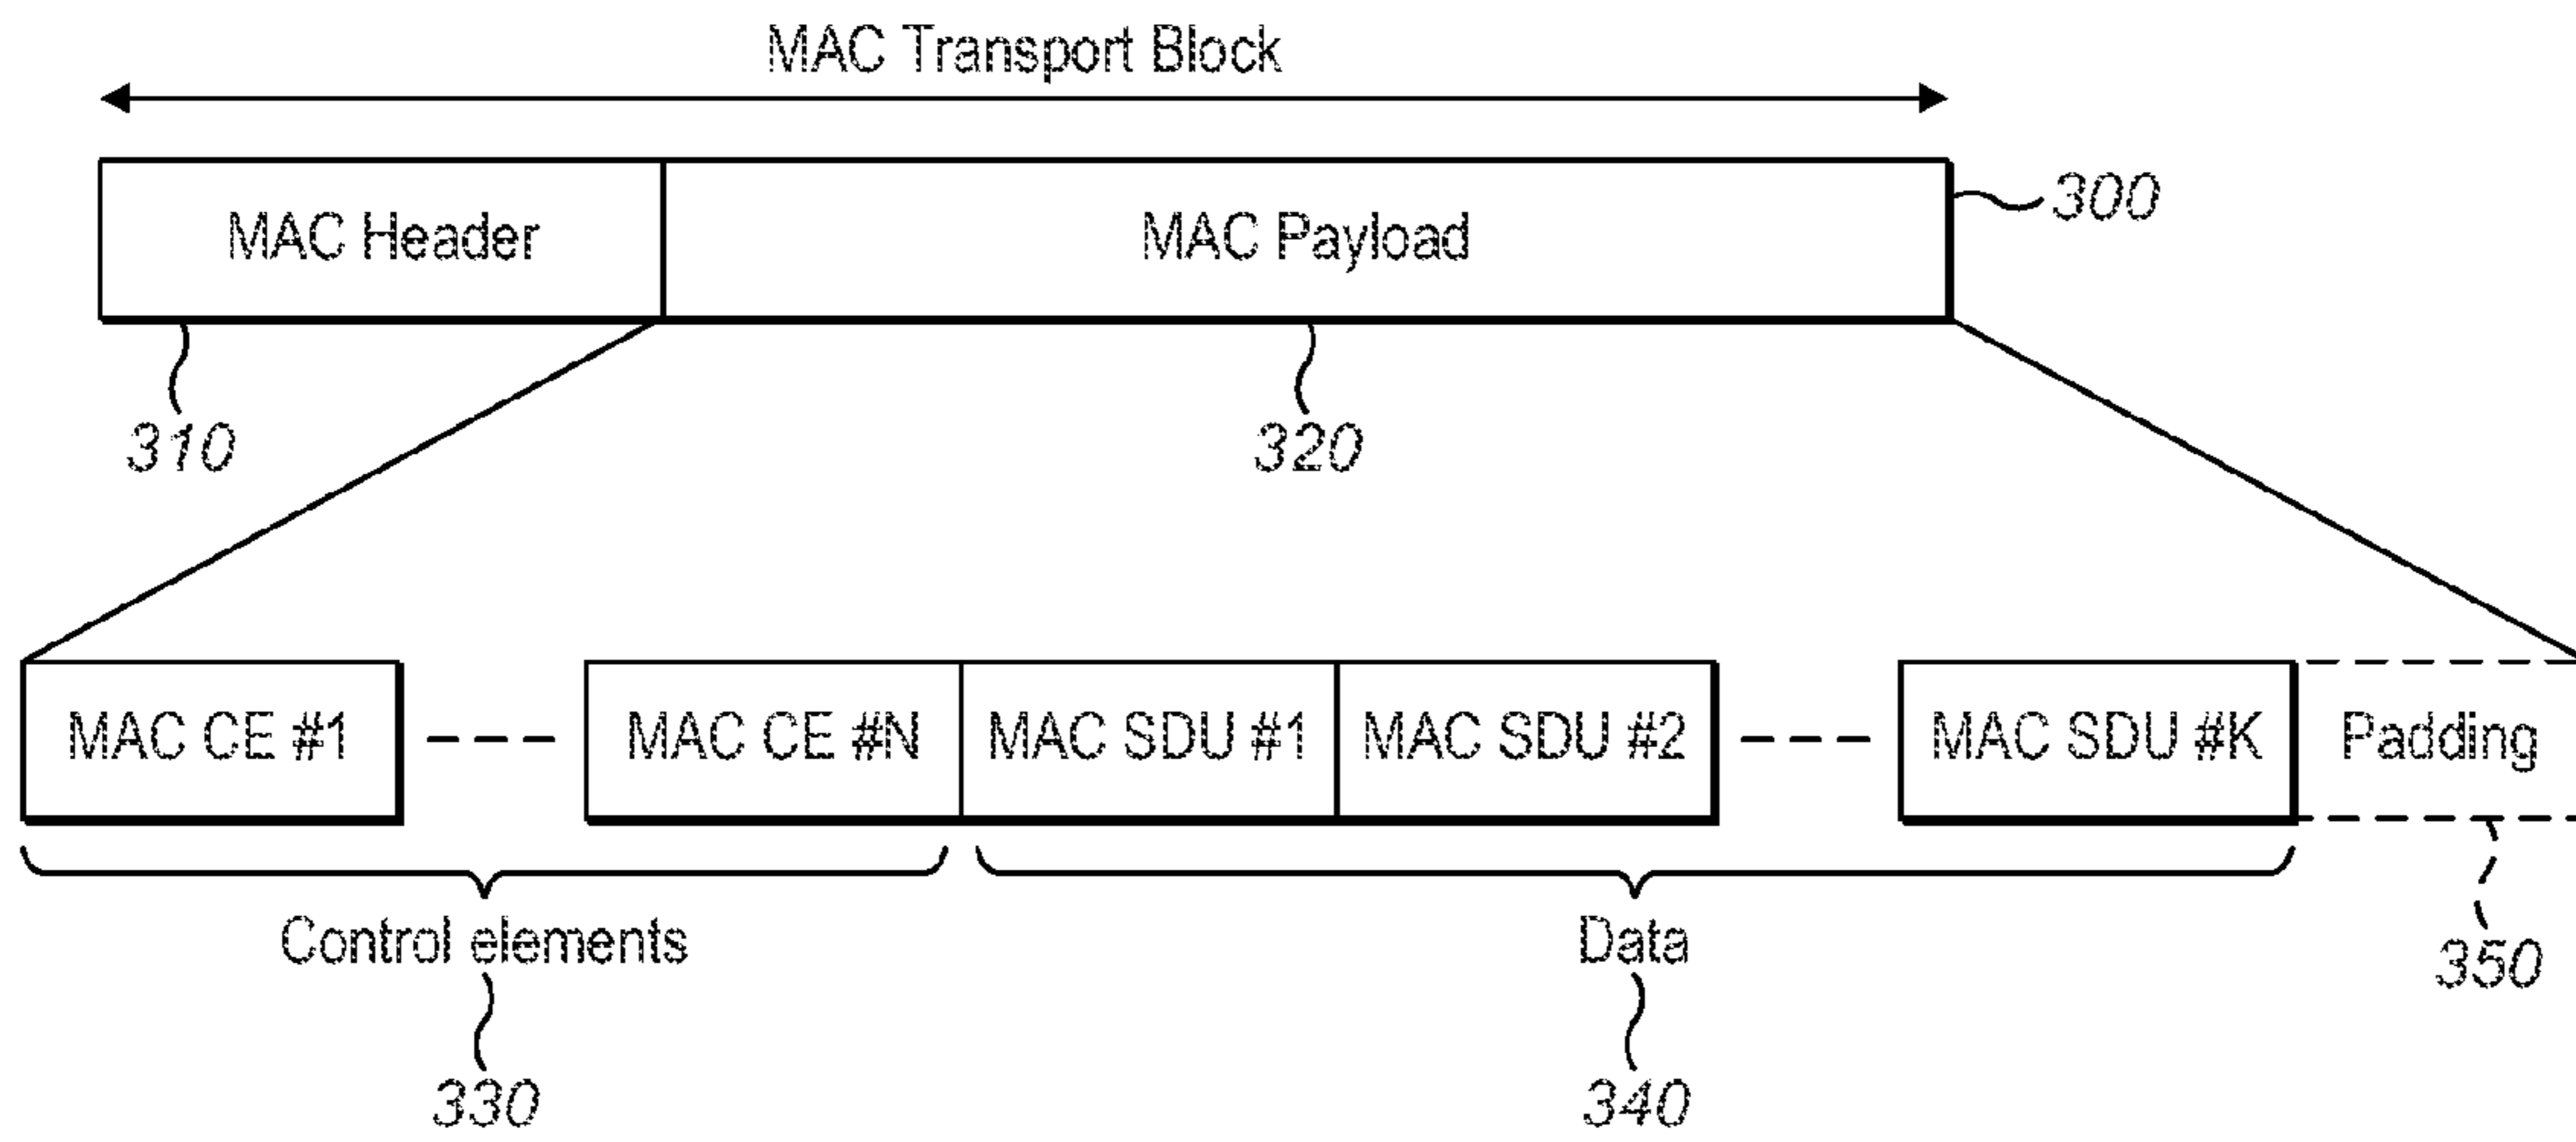 MAC Transport Block
MAC Header
MAC Payload
300
310
320
MAC CE #1
MAC CE #N
MAC SDU #1
MAC SDU #2
MAC SDU #K
Padding
Control elements
Data
350
330
340